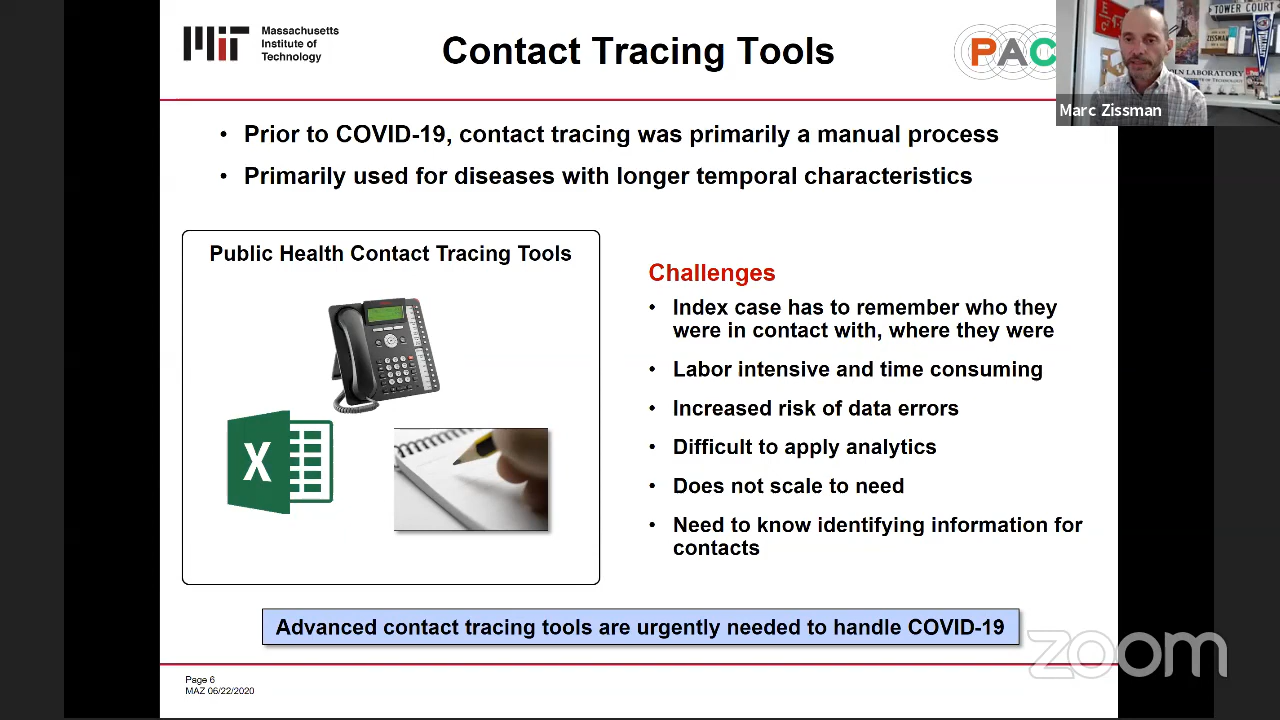 Massachusetts
Institute of
Technology
Contact Tracing Tools
PAC
TOWER COURT
ZISSMAN
Marc Zissman
• Prior to COVID-19, contact tracing was primarily a manual process
• Primarily used for diseases with longer temporal characteristics
Public Health Contact Tracing Tools
X
Challenges
• Index case has to remember who they
were in contact with, where they were
• Labor intensive and time consuming
• Increased risk of data errors
• Difficult to apply analytics
• Does not scale to need
• Need to know identifying information for
contacts
Advanced contact tracing tools are urgently needed to handle COVID-19
zoom
Page 6
MAZ 06/22/2020